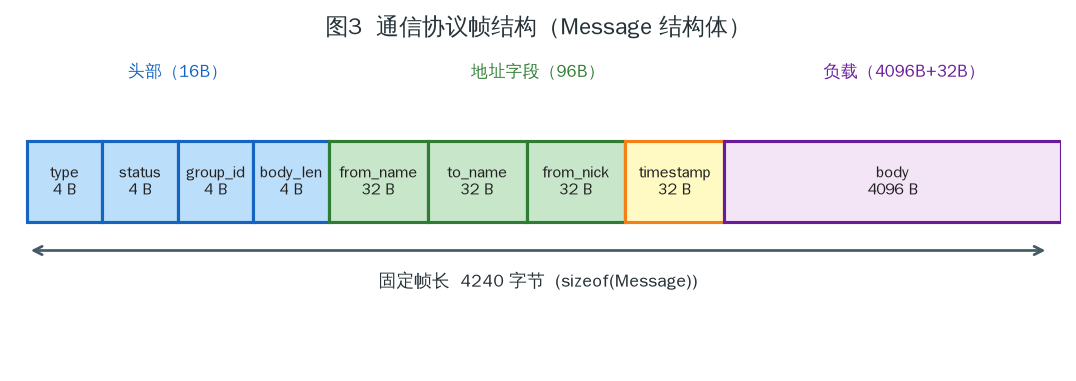 图3  通信协议帧结构（Message 结构体）
头部（16B）
地址字段（96B）
负载（4096B+32B）
type
4 B
status
4 B
group_id
4 B
body_len
4 B
from_name
32 B
to_name
32 B
from_nick
32 B
timestamp
32 B
body
4096 B
固定帧长  4240 字节  (sizeof(Message))